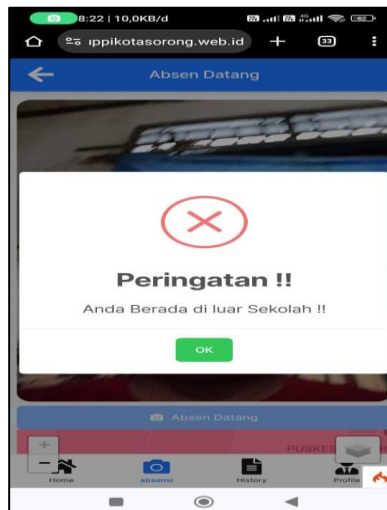 8:22 | 10,0KB/d
ippikotasorong.web.id
33
Absen Datang
Peringatan !!
Anda Berada di luar Sekolah !!
OK
Absen Datang
PUSKES
+
−
Home
absensi
History
Profile